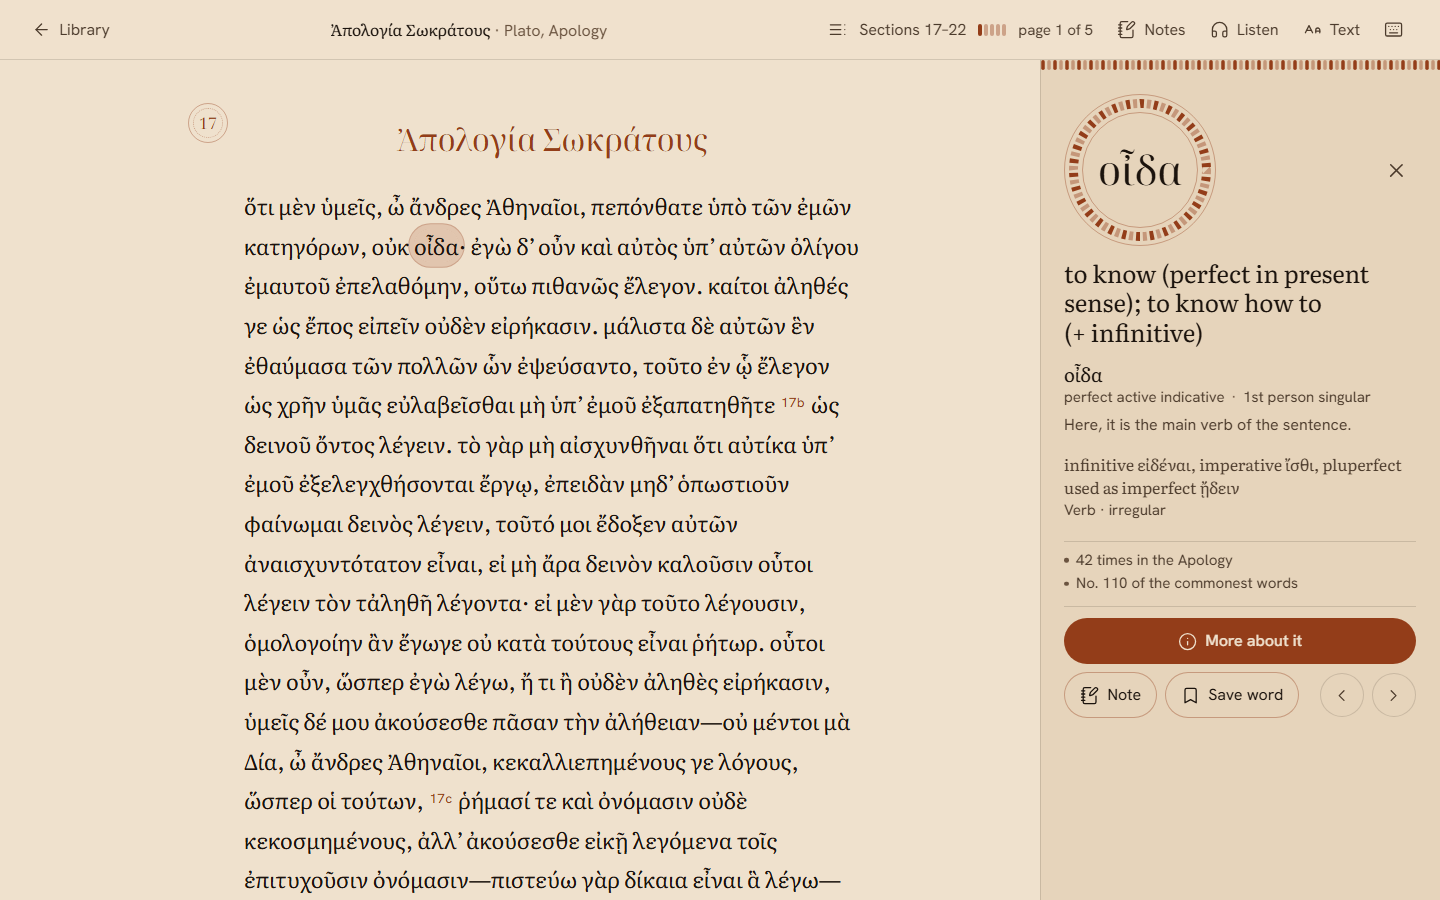 Library
Ἀπολογία Σωκράτους · Plato, Apology
Sections 17–22
page 1 of 5
Notes
Listen
Text
17
Ἀπολογία Σωκράτους
ὅτι μὲν ὑμεῖς, ὦ ἄνδρες Ἀθηναῖοι, πεπόνθατε ὑπὸ τῶν ἐμῶν
κατηγόρων, οὐκ οἶδα· ἐγὼ δ’ οὖν καὶ αὐτὸς ὑπ’ αὐτῶν ὀλίγου
ἐμαυτοῦ ἐπελαθόμην, οὕτω πιθανῶς ἔλεγον. καίτοι ἀληθές
γε ὡς ἔπος εἰπεῖν οὐδὲν εἰρήκασιν. μάλιστα δὲ αὐτῶν ἓν
ἐθαύμασα τῶν πολλῶν ὧν ἐψεύσαντο, τοῦτο ἐν ᾧ ἔλεγον
ὡς χρῆν ὑμᾶς εὐλαβεῖσθαι μὴ ὑπ’ ἐμοῦ ἐξαπατηθῆτε 17b ὡς
δεινοῦ ὄντος λέγειν. τὸ γὰρ μὴ αἰσχυνθῆναι ὅτι αὐτίκα ὑπ’
ἐμοῦ ἐξελεγχθήσονται ἔργῳ, ἐπειδὰν μηδ’ ὁπωστιοῦν
φαίνωμαι δεινὸς λέγειν, τοῦτό μοι ἔδοξεν αὐτῶν
ἀναισχυντότατον εἶναι, εἰ μὴ ἄρα δεινὸν καλοῦσιν οὗτοι
λέγειν τὸν τἀληθῆ λέγοντα· εἰ μὲν γὰρ τοῦτο λέγουσιν,
ὁμολογοίην ἂν ἔγωγε οὐ κατὰ τούτους εἶναι ῥήτωρ. οὗτοι
μὲν οὖν, ὥσπερ ἐγὼ λέγω, ἤ τι ἢ οὐδὲν ἀληθὲς εἰρήκασιν,
ὑμεῖς δέ μου ἀκούσεσθε πᾶσαν τὴν ἀλήθειαν—οὐ μέντοι μὰ
Δία, ὦ ἄνδρες Ἀθηναῖοι, κεκαλλιεπημένους γε λόγους,
ὥσπερ οἱ τούτων, 17c ῥήμασί τε καὶ ὀνόμασιν οὐδὲ
κεκοσμημένους, ἀλλ’ ἀκούσεσθε εἰκῇ λεγόμενα τοῖς
ἐπιτυχοῦσιν ὀνόμασιν—πιστεύω γὰρ δίκαια εἶναι ἃ λέγω—
οἶδα
to know (perfect in present
sense); to know how to
(+ infinitive)
οἶδα
perfect active indicative · 1st person singular
Here, it is the main verb of the sentence.
infinitive εἰδέναι, imperative ἴσθι, pluperfect
used as imperfect ᾔδειν
Verb · irregular
• 42 times in the Apology
• No. 110 of the commonest words
More about it
Note
Save word